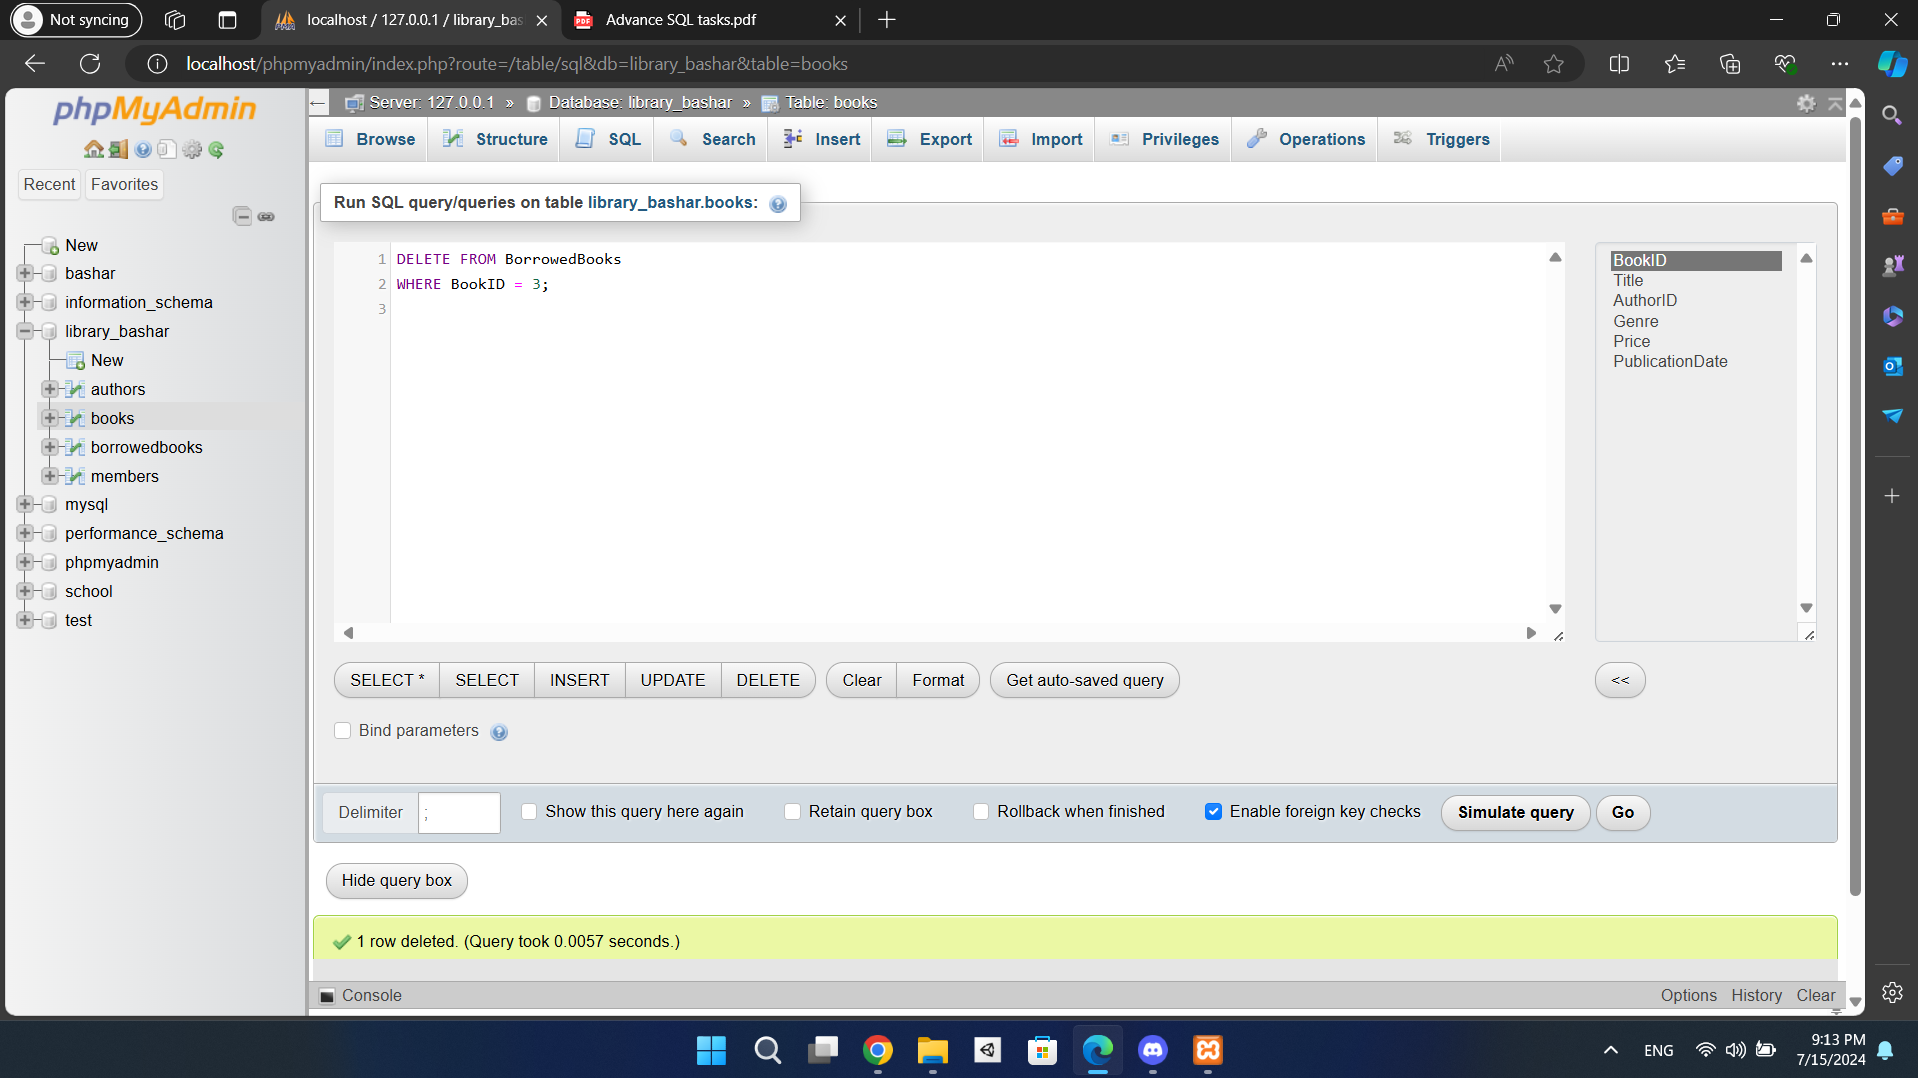 Not syncing
localhost / 127.0.0.1 / library_bas
Advance SQL tasks.pdf
localhost/phpmyadmin/index.php?route=/table/sql&db=library_bashar&table=books
phpMyAdmin
Recent
Favorites
New
bashar
information_schema
library_bashar
New
authors
books
borrowedbooks
members
mysql
performance_schema
phpmyadmin
school
test
Server: 127.0.0.1 » Database: library_bashar » Table: books
Browse
Structure
SQL
Search
Insert
Export
Import
Privileges
Operations
Triggers
Run SQL query/queries on table library_bashar.books:
1 DELETE FROM BorrowedBooks
2 WHERE BookID = 3;
3
BookID
Title
AuthorID
Genre
Price
PublicationDate
SELECT *
SELECT
INSERT
UPDATE
DELETE
Clear
Format
Get auto-saved query
<<
Bind parameters
Delimiter
;
Show this query here again
Retain query box
Rollback when finished
Enable foreign key checks
Simulate query
Go
Hide query box
1 row deleted. (Query took 0.0057 seconds.)
Console
Options
History
Clear
ENG
9:13 PM
7/15/2024